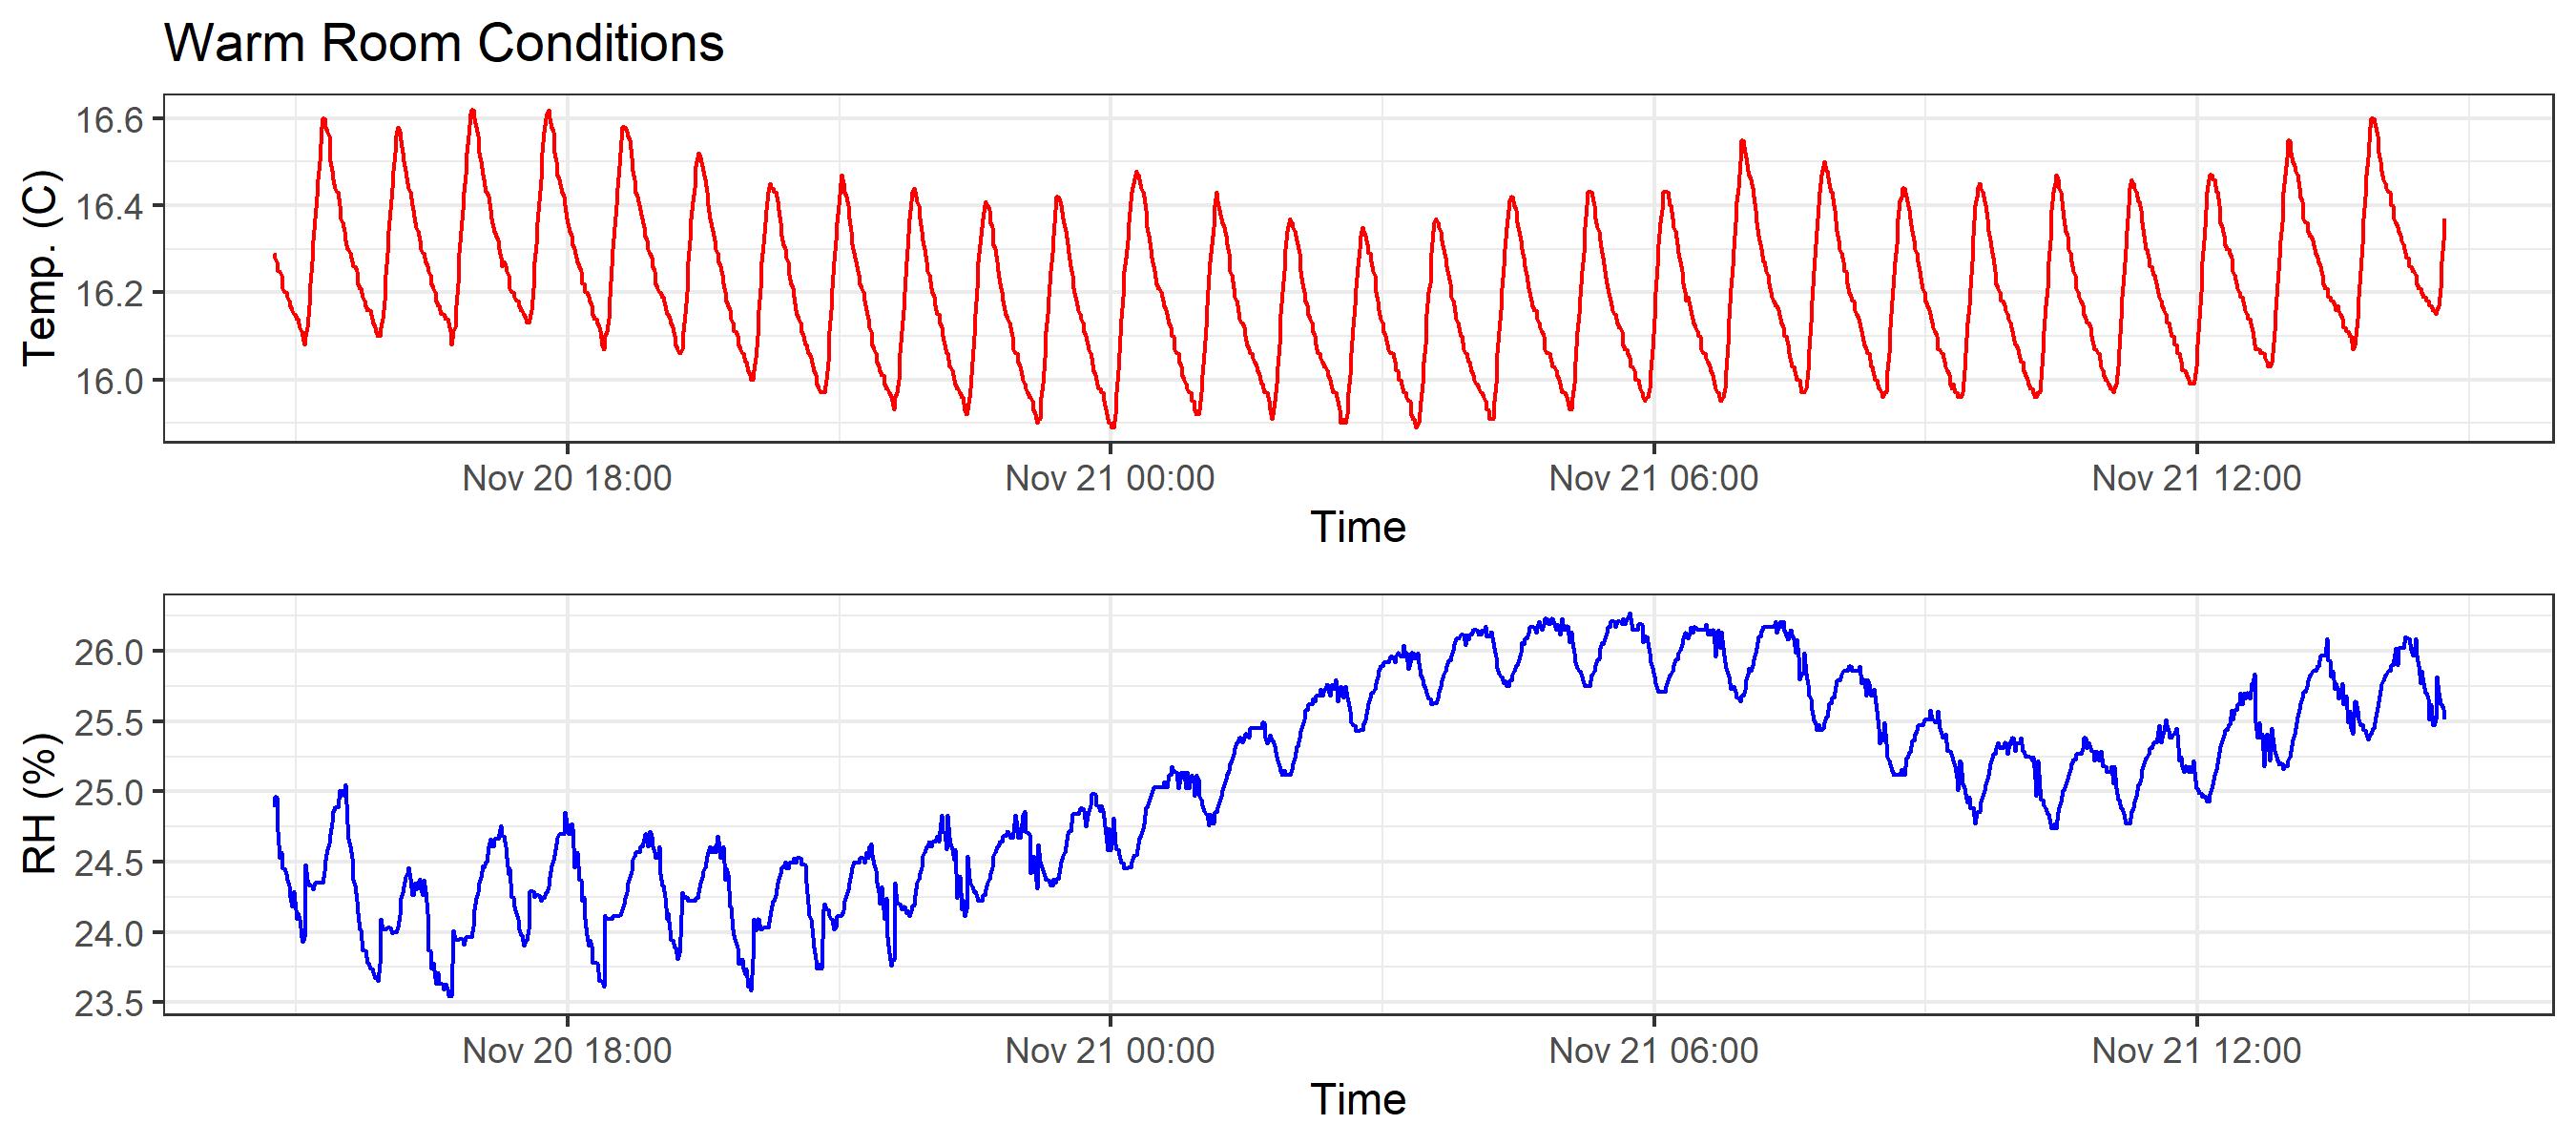 Warm Room Conditions
Temp. (C)
16.6
16.4
16.2
16.0
Nov 20 18:00 Nov 21 00:00 Nov 21 06:00 Nov 21 12:00
Time
RH (%)
26.0
25.5
25.0
24.5
24.0
23.5
Nov 20 18:00 Nov 21 00:00 Nov 21 06:00 Nov 21 12:00
Time